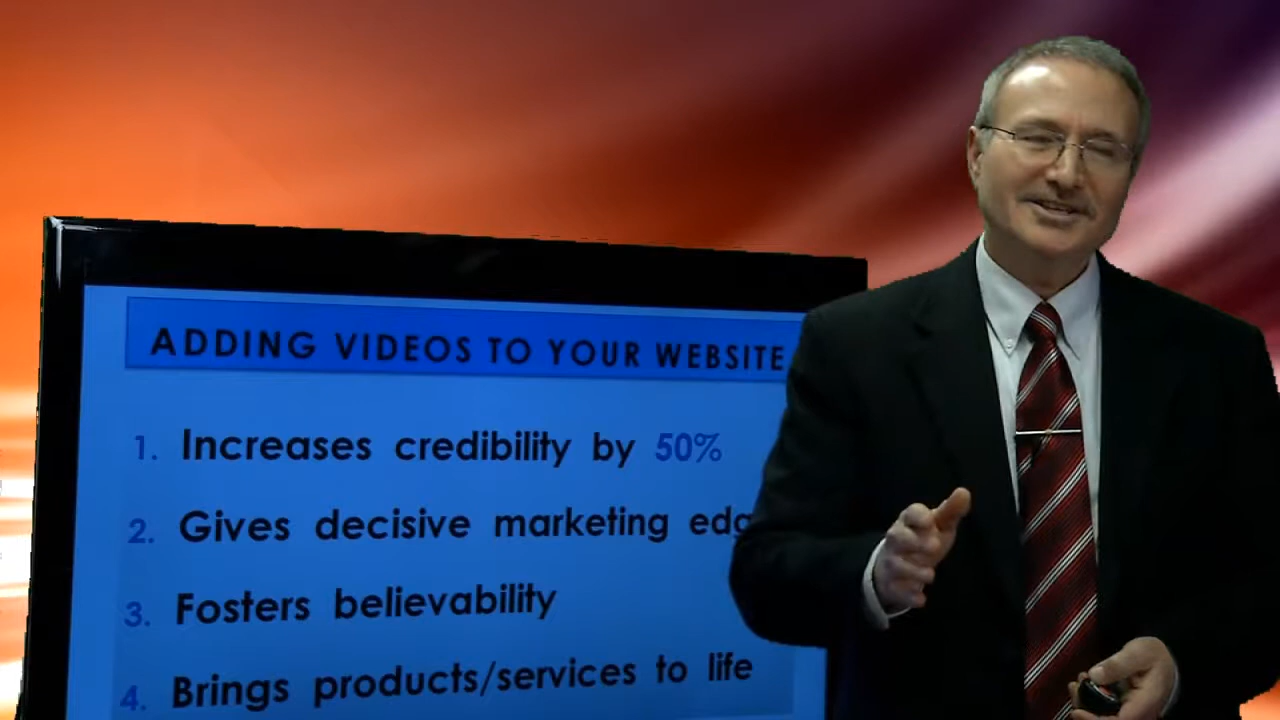 ADDING VIDEOS TO YOUR WEBSITE
1. Increases credibility by 50%
2. Gives decisive marketing
3. Fosters believability
4. Brings products/services to life